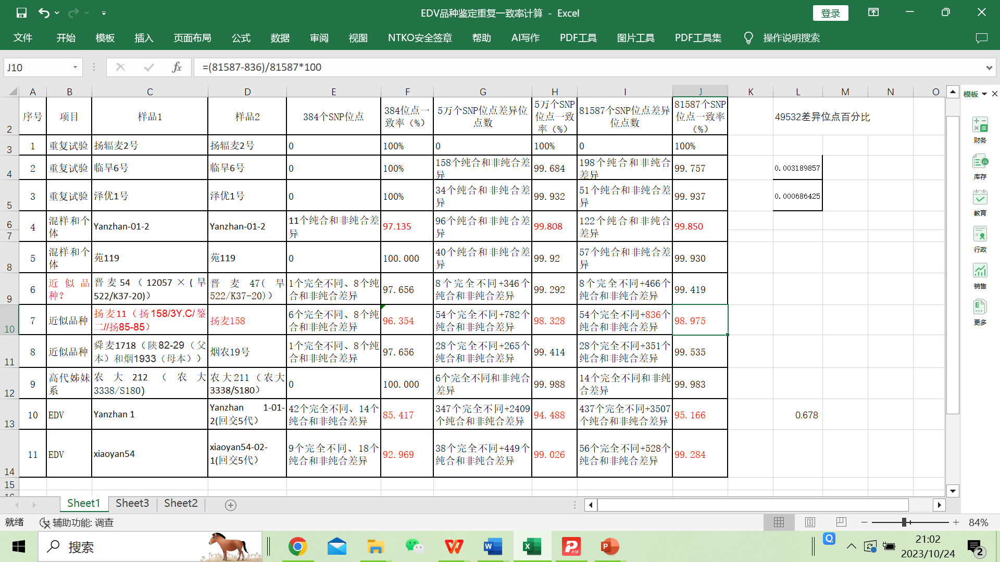 EDV品种鉴定重复一致率计算 - Excel
登录
文件 开始 模板 插入 页面布局 公式 数据 审阅 视图 NTKO安全签章 帮助 AI写作 PDF工具 图片工具 PDF工具集 操作说明搜索
J10
fx
=(81587-836)/81587*100
A B C D E F G H I J K L M N O
模板
2
序号
项目
样品1
样品2
384个SNP位点
384位点一
致率（%）
5万个SNP位点差异位
点数
5万个SNP
位点一致
率（%）
81587个SNP位点差异
位点数
81587个SNP
位点一致率
（%）
49532差异位点百分比
3
1
重复试验
扬辐麦2号
扬辐麦2号
0
100%
0
100%
0
100%
4
2
重复试验
临旱6号
临旱6号
0
100%
158个纯合和非纯合差
异
99.684
198个纯合和非纯合
差异
99.757
0.003189857
5
3
重复试验
泽优1号
泽优1号
0
100%
34个纯合和非纯合差
异
99.932
51个纯合和非纯合差
异
99.937
0.000686425
6
7
4
混样和个
体
Yanzhan-01-2
Yanzhan-01-2
11个纯合和非纯合差
异
97.135
96个纯合和非纯合差
异
99.808
122个纯合和非纯合
差异
99.850
8
5
混样和个
体
苑119
苑119
0
100.000
40个纯合和非纯合差
异
99.92
57个纯合和非纯合差
异
99.930
9
6
近似品
种？
晋麦54（12057×(旱
522/K37-20)）
晋麦47(旱
522/K37-20)）
1个完全不同、8个纯
合和非纯合差异
97.656
8个完全不同+346个
纯合和非纯合差异
99.292
8个完全不同+466个
纯合和非纯合差异
99.419
10
7
近似品种
扬麦11（扬158/3Y.C/鉴
二//扬85-85）
扬麦158
6个完全不同、8个纯
合和非纯合差异
96.354
54个完全不同+782个
纯合和非纯合差异
98.328
54个完全不同+836个
纯合和非纯合差异
98.975
11
8
近似品种
舜麦1718（陕82-29（父
本）和烟1933（母本））
烟农19号
1个完全不同、8个纯
合和非纯合差异
97.656
28个完全不同+265个
纯合和非纯合差异
99.414
28个完全不同+351个
纯合和非纯合差异
99.535
12
9
高代姊妹
系
农大212（农大
3338/S180)
农大211（农大
3338/S180）
0
100.000
6个完全不同和非纯合
差异
99.988
14个完全不同和非纯
合差异
99.983
13
10
EDV
Yanzhan 1
Yanzhan 1-01-
2(回交5代）
42个完全不同、14个
纯合和非纯合差异
85.417
347个完全不同+2409
个纯合和非纯合差异
94.488
437个完全不同+3507
个纯合和非纯合差异
95.166
0.678
14
11
EDV
xiaoyan54
xiaoyan54-02-
1(回交5代）
9个完全不同、18个
纯合和非纯合差异
92.969
38个完全不同+449个
纯合和非纯合差异
99.026
56个完全不同+528个
纯合和非纯合差异
99.284
15
财务
库存
教育
行政
销售
更多
Sheet1 Sheet3 Sheet2
就绪 辅助功能: 调查
84%
搜索
21:02
2023/10/24
2